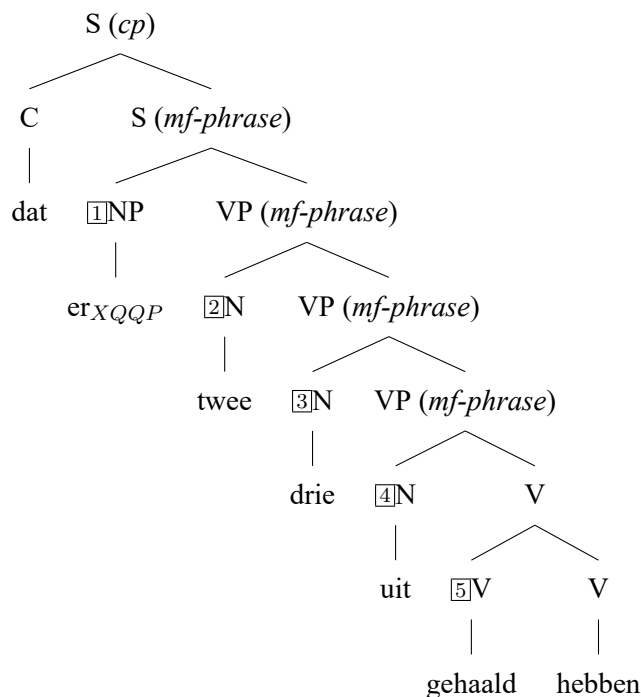 S (cp)
C S (mf-phrase)
dat 1NP VP (mf-phrase)
erXQQP 2N VP (mf-phrase)
twee 3N VP (mf-phrase)
drie 4N V
uit 5V V
gehaald hebben